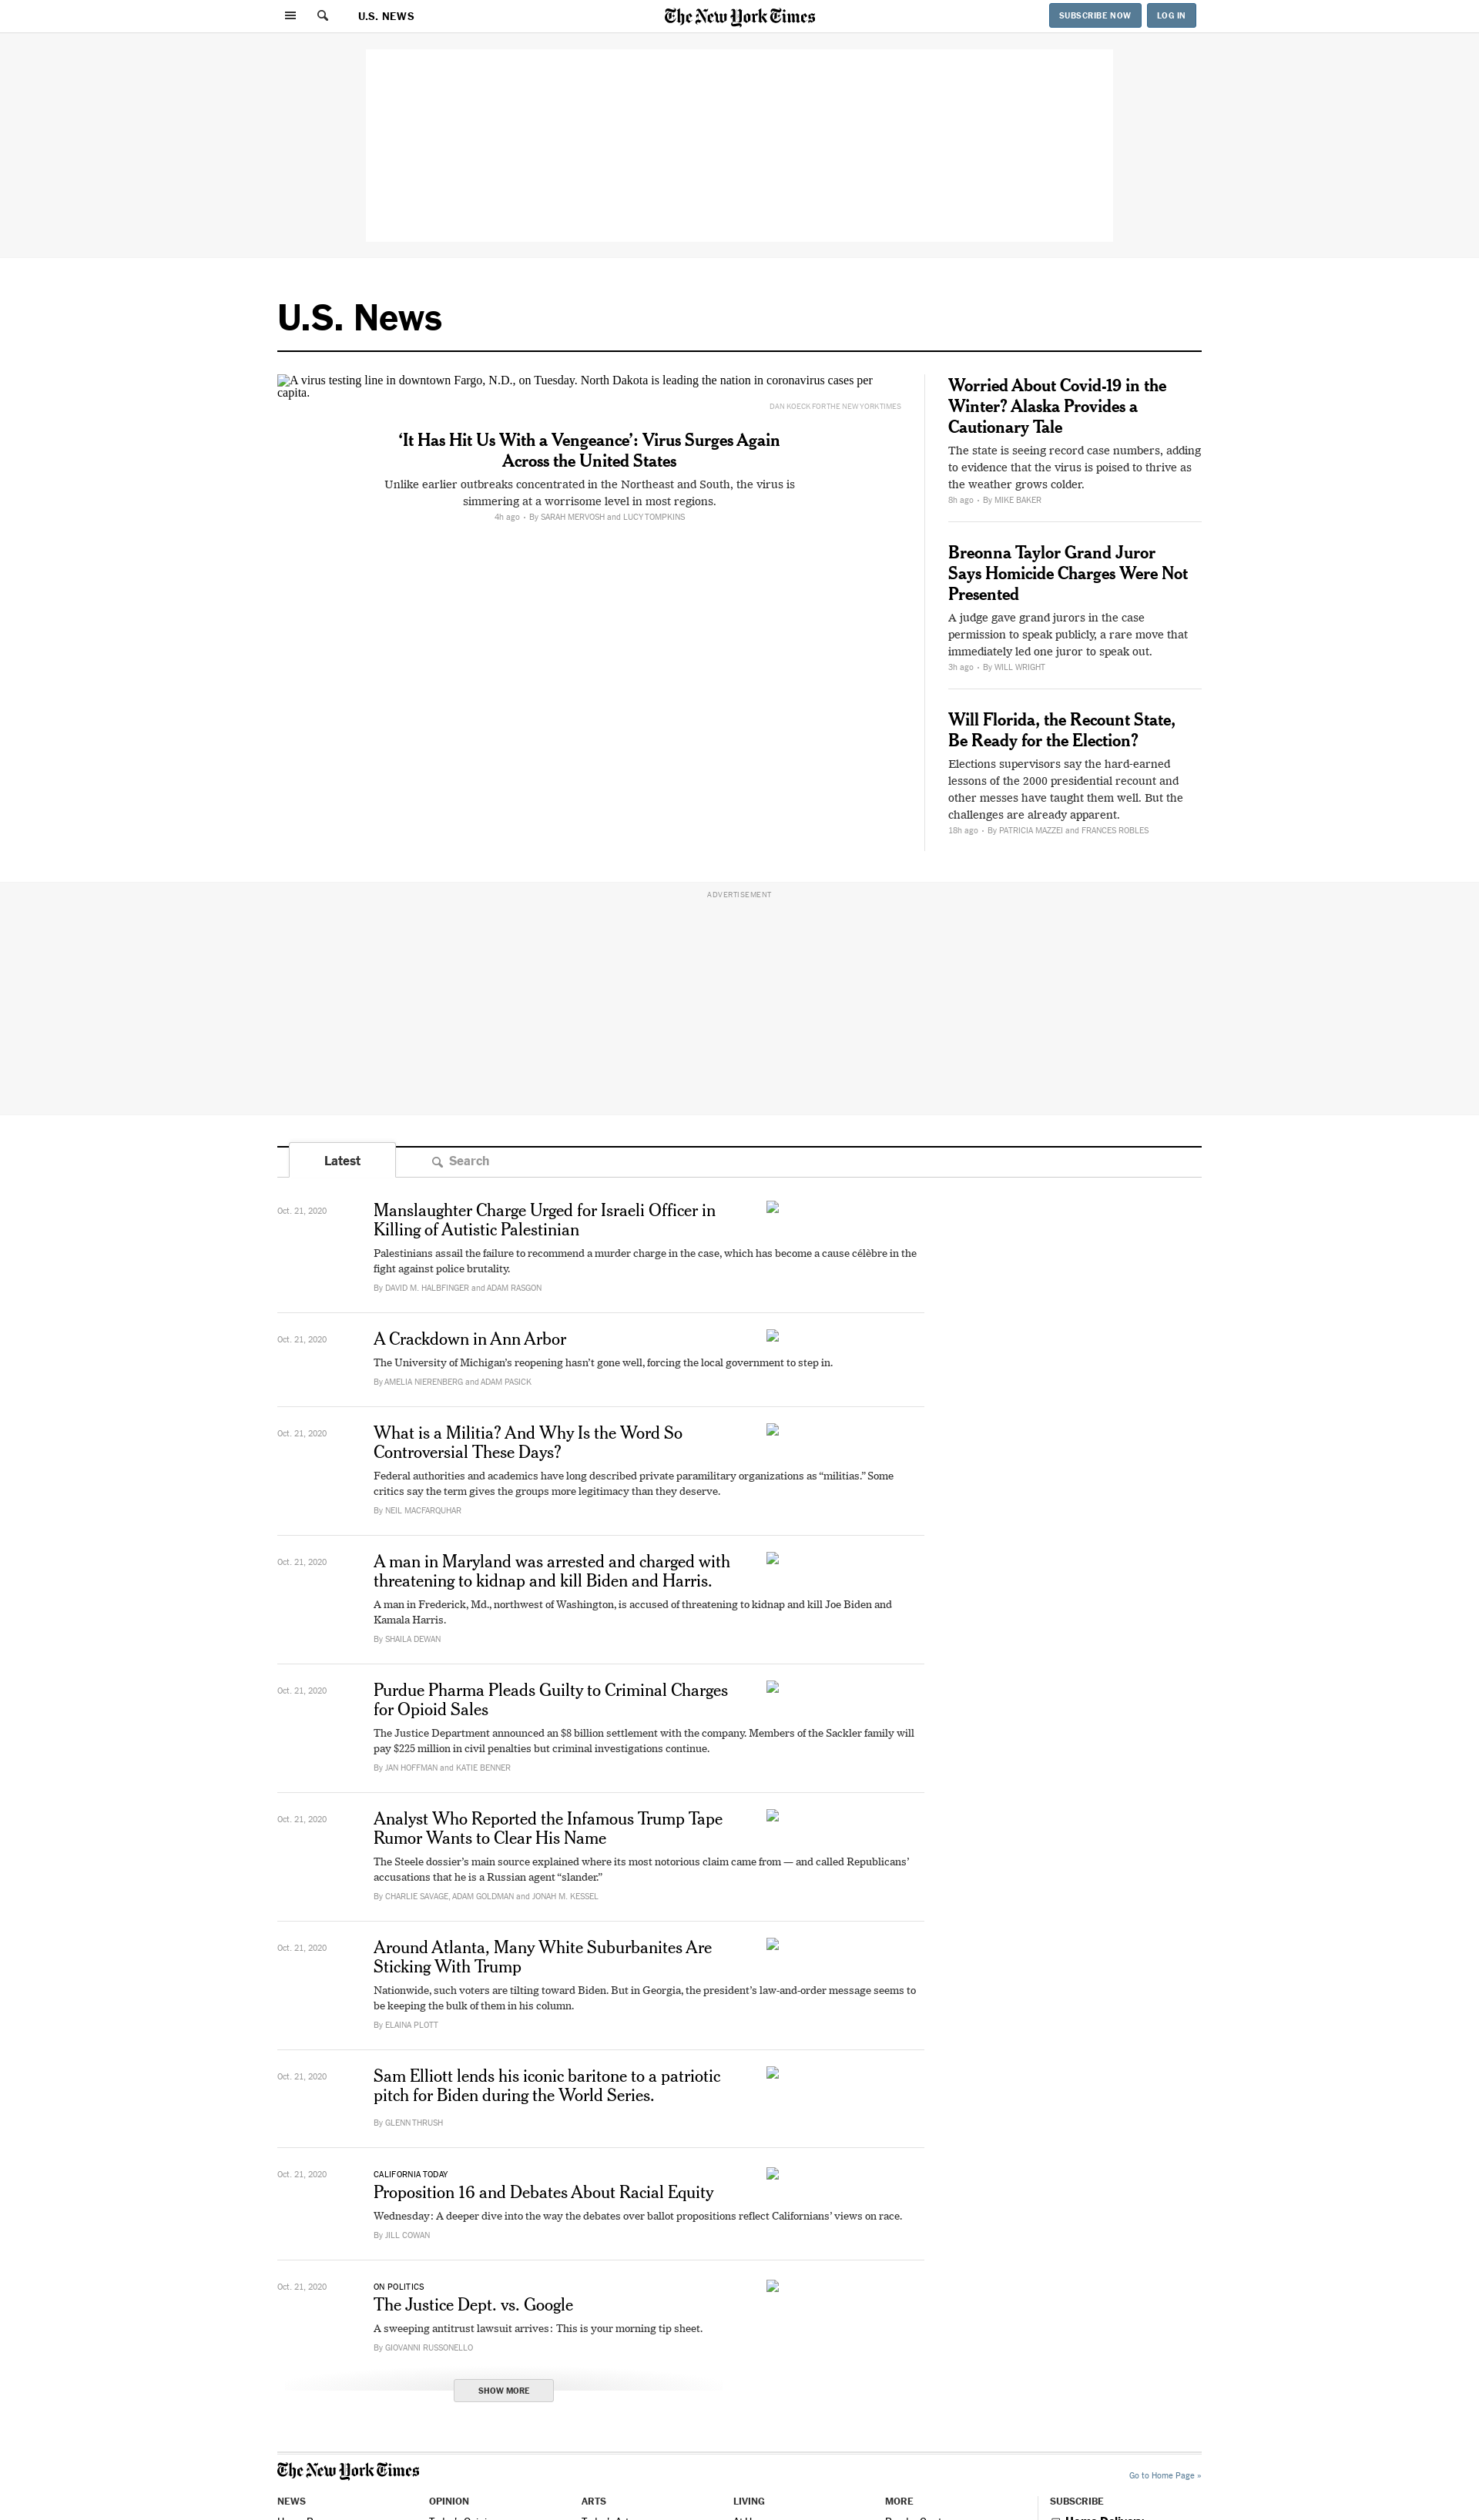 U.S. NEWS
The New York Times
SUBSCRIBE NOW
LOG IN
U.S. News
A virus testing line in downtown Fargo, N.D., on Tuesday. North Dakota is leading the nation in coronavirus cases per
capita.
DAN KOECK FOR THE NEW YORK TIMES
‘It Has Hit Us With a Vengeance’: Virus Surges Again
Across the United States
Unlike earlier outbreaks concentrated in the Northeast and South, the virus is
simmering at a worrisome level in most regions.
4h ago • By SARAH MERVOSH and LUCY TOMPKINS
Worried About Covid-19 in the
Winter? Alaska Provides a
Cautionary Tale
The state is seeing record case numbers, adding
to evidence that the virus is poised to thrive as
the weather grows colder.
8h ago • By MIKE BAKER
Breonna Taylor Grand Juror
Says Homicide Charges Were Not
Presented
A judge gave grand jurors in the case
permission to speak publicly, a rare move that
immediately led one juror to speak out.
3h ago • By WILL WRIGHT
Will Florida, the Recount State,
Be Ready for the Election?
Elections supervisors say the hard-earned
lessons of the 2000 presidential recount and
other messes have taught them well. But the
challenges are already apparent.
18h ago • By PATRICIA MAZZEI and FRANCES ROBLES
ADVERTISEMENT
Latest
Search
Oct. 21, 2020
Manslaughter Charge Urged for Israeli Officer in
Killing of Autistic Palestinian
Palestinians assail the failure to recommend a murder charge in the case, which has become a cause célèbre in the
fight against police brutality.
By DAVID M. HALBFINGER and ADAM RASGON
Oct. 21, 2020
A Crackdown in Ann Arbor
The University of Michigan’s reopening hasn’t gone well, forcing the local government to step in.
By AMELIA NIERENBERG and ADAM PASICK
Oct. 21, 2020
What is a Militia? And Why Is the Word So
Controversial These Days?
Federal authorities and academics have long described private paramilitary organizations as “militias.” Some
critics say the term gives the groups more legitimacy than they deserve.
By NEIL MACFARQUHAR
Oct. 21, 2020
A man in Maryland was arrested and charged with
threatening to kidnap and kill Biden and Harris.
A man in Frederick, Md., northwest of Washington, is accused of threatening to kidnap and kill Joe Biden and
Kamala Harris.
By SHAILA DEWAN
Oct. 21, 2020
Purdue Pharma Pleads Guilty to Criminal Charges
for Opioid Sales
The Justice Department announced an $8 billion settlement with the company. Members of the Sackler family will
pay $225 million in civil penalties but criminal investigations continue.
By JAN HOFFMAN and KATIE BENNER
Oct. 21, 2020
Analyst Who Reported the Infamous Trump Tape
Rumor Wants to Clear His Name
The Steele dossier’s main source explained where its most notorious claim came from — and called Republicans’
accusations that he is a Russian agent “slander.”
By CHARLIE SAVAGE, ADAM GOLDMAN and JONAH M. KESSEL
Oct. 21, 2020
Around Atlanta, Many White Suburbanites Are
Sticking With Trump
Nationwide, such voters are tilting toward Biden. But in Georgia, the president’s law-and-order message seems to
be keeping the bulk of them in his column.
By ELAINA PLOTT
Oct. 21, 2020
Sam Elliott lends his iconic baritone to a patriotic
pitch for Biden during the World Series.
By GLENN THRUSH
Oct. 21, 2020
CALIFORNIA TODAY
Proposition 16 and Debates About Racial Equity
Wednesday: A deeper dive into the way the debates over ballot propositions reflect Californians’ views on race.
By JILL COWAN
Oct. 21, 2020
ON POLITICS
The Justice Dept. vs. Google
A sweeping antitrust lawsuit arrives: This is your morning tip sheet.
By GIOVANNI RUSSONELLO
SHOW MORE
The New York Times
Go to Home Page »
NEWS
OPINION
ARTS
LIVING
MORE
SUBSCRIBE